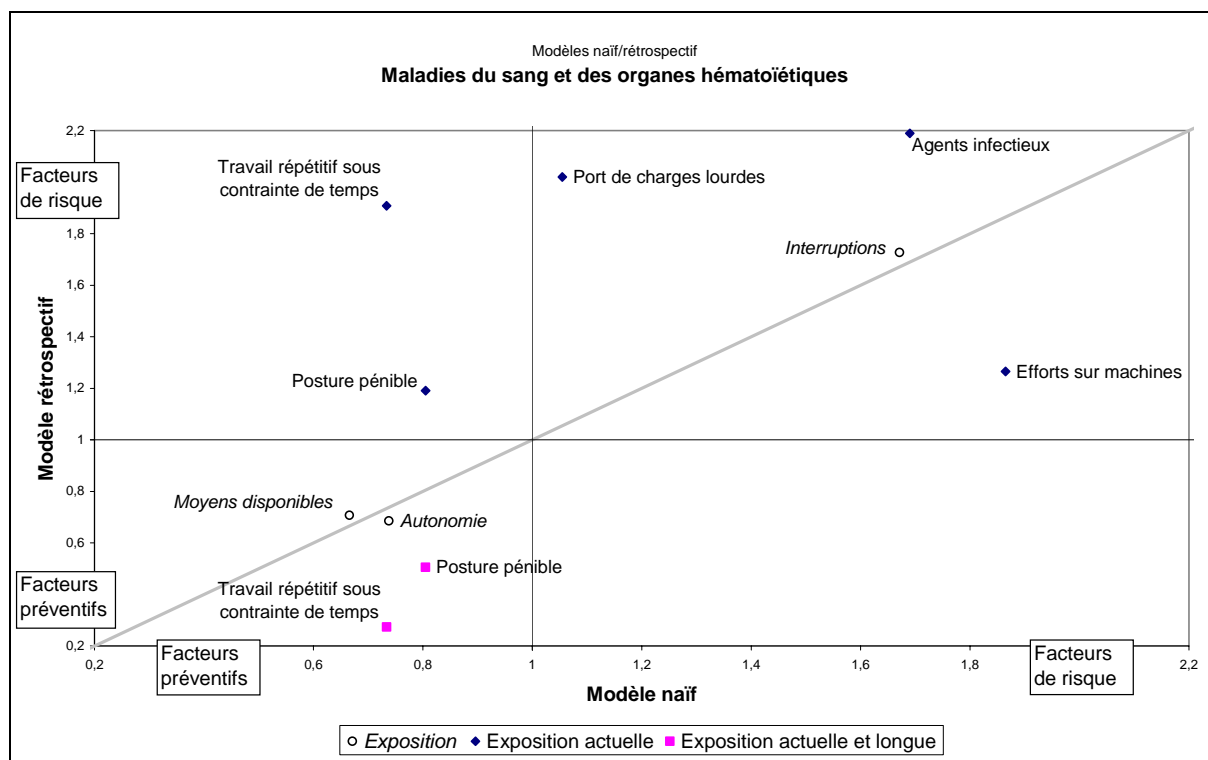 Modèles naïf/rétrospectif
Maladies du sang et des organes hématoïétiques
2,2
Agents infectieux
Travail répétitif sous
contrainte de temps
Facteurs
de risque
Port de charges lourdes
1,8
Interruptions
1,6
1,4
Modèle rétrospectif
Posture pénible
Efforts sur machines
1,2
1
0,8
Moyens disponibles
Autonomie
0,6
Posture pénible
Facteurs
préventifs
Travail répétitif sous
contrainte de temps
0,2
0,2
Facteurs
préventifs
0,6
0,8
1
1,2
1,4
1,6
1,8
Facteurs
de risque
2,2
Modèle naïf
Exposition
Exposition actuelle
Exposition actuelle et longue